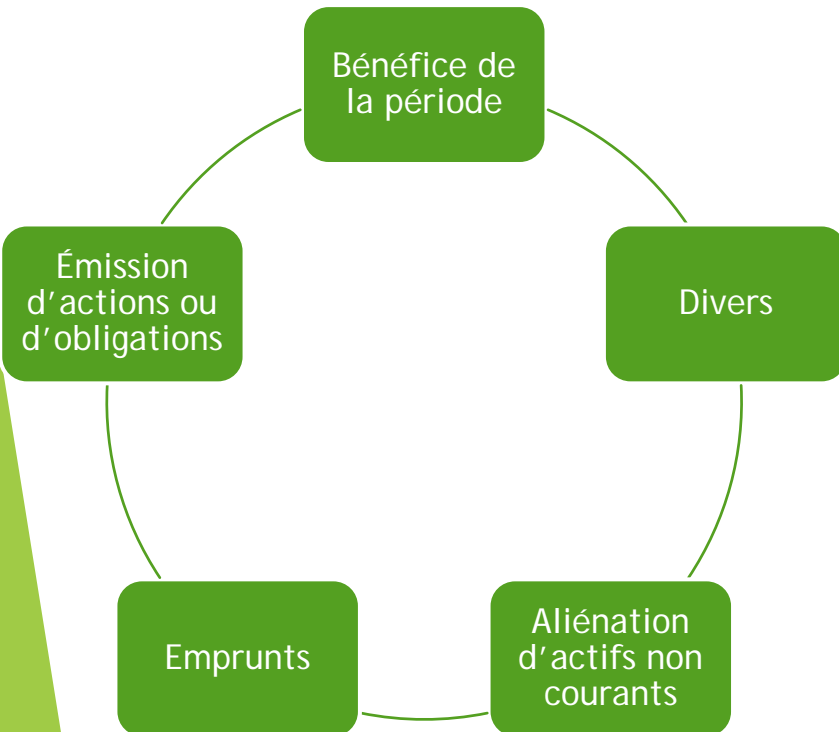 Bénéfice de
la période
Divers
Aliénation
d’actifs non
courants
Emprunts
Émission
d’actions ou
d’obligations